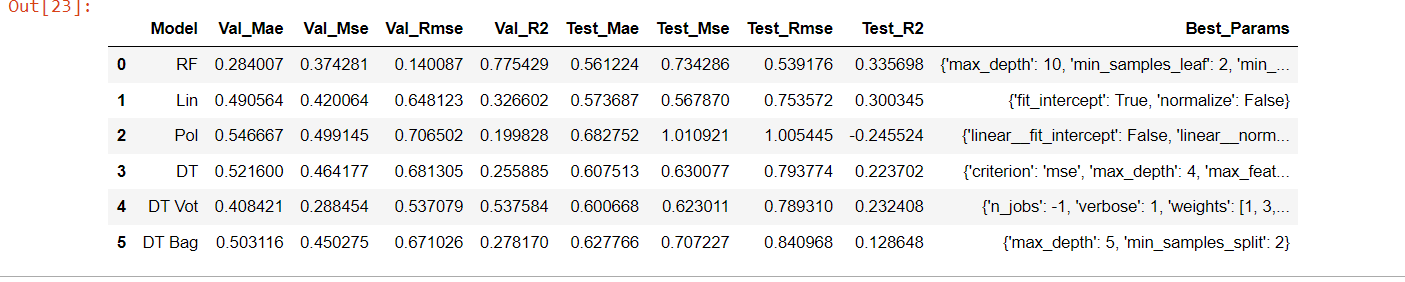 Out[23]:
Model Val_Mae Val_Mse Val_Rmse Val_R2 Test_Mae Test_Mse Test_Rmse Test_R2 Best_Params
0 RF 0.284007 0.374281 0.140087 0.775429 0.561224 0.734286 0.539176 0.335698 {'max_depth': 10, 'min_samples_leaf': 2, 'min_...
1 Lin 0.490564 0.420064 0.648123 0.326602 0.573687 0.567870 0.753572 0.300345 {'fit_intercept': True, 'normalize': False}
2 Pol 0.546667 0.499145 0.706502 0.199828 0.682752 1.010921 1.005445 -0.245524 {'linear__fit_intercept': False, 'linear__norm...
3 DT 0.521600 0.464177 0.681305 0.255885 0.607513 0.630077 0.793774 0.223702 {'criterion': 'mse', 'max_depth': 4, 'max_feat...
4 DT Vot 0.408421 0.288454 0.537079 0.537584 0.600668 0.623011 0.789310 0.232408 {'n_jobs': -1, 'verbose': 1, 'weights': [1, 3,...
5 DT Bag 0.503116 0.450275 0.671026 0.278170 0.627766 0.707227 0.840968 0.128648 {'max_depth': 5, 'min_samples_split': 2}